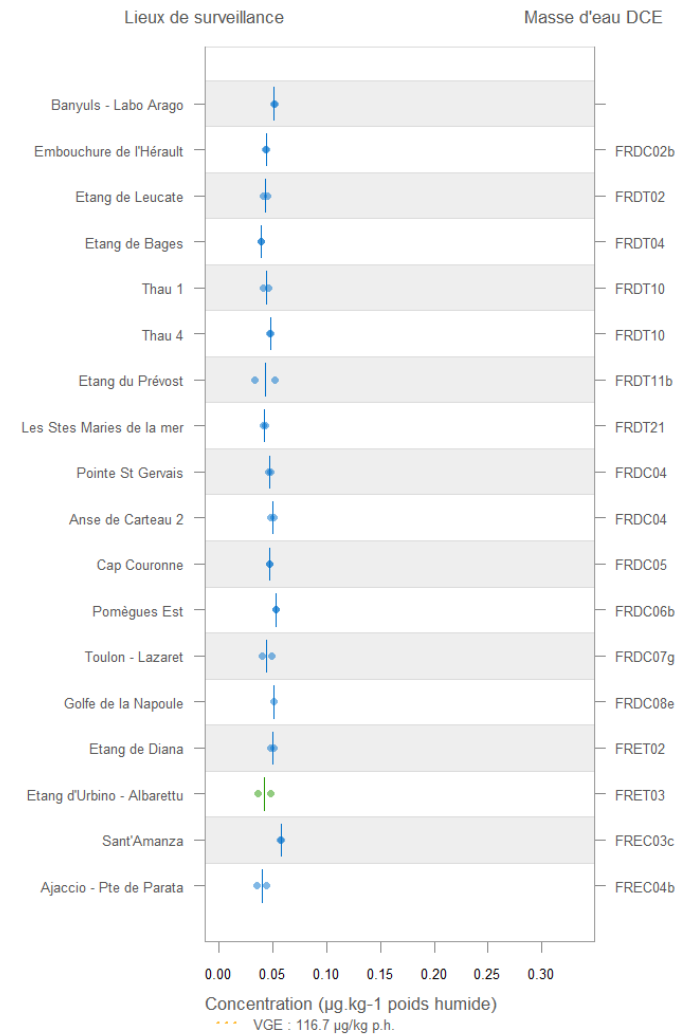 Lieux de surveillance Masse d'eau DCE
Banyuls - Labo Arago
Embouchure de l'Hérault FRDC02b
Etang de Leucate FRDT02
Etang de Bages FRDT04
Thau 1 FRDT10
Thau 4 FRDT10
Etang du Prévost FRDT11b
Les Stes Maries de la mer FRDT21
Pointe St Gervais FRDC04
Anse de Carteau 2 FRDC04
Cap Couronne FRDC05
Pomègues Est FRDC06b
Toulon - Lazaret FRDC07g
Golfe de la Napoule FRDC08e
Etang de Diana FRET02
Etang d'Urbino - Albarettu FRET03
Sant'Amanza FREC03c
Ajaccio - Pte de Parata FREC04b
0.00 0.05 0.10 0.15 0.20 0.25 0.30
Concentration (µg.kg-1 poids humide)
VGE : 116.7 µg/kg p.h.